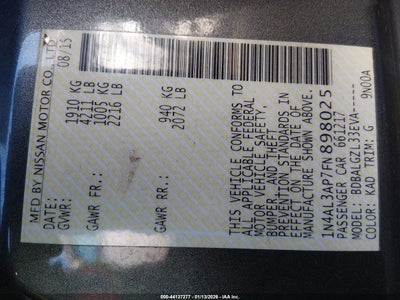 MFD BY NISSAN MOTOR CO., LTD
DATE: 08/15
GVWR: 1910 KG
4211 LB
GAWR FR.: 1005 KG
2216 LB
GAWR RR.: 940 KG
2072 LB
THIS VEHICLE CONFORMS TO
ALL APPLICABLE FEDERAL
MOTOR VEHICLE SAFETY,
BUMPER, AND THEFT
PREVENTION STANDARDS IN
EFFECT ON THE DATE OF
MANUFACTURE SHOWN ABOVE.
1N4AL3AP7FN898025
PASSENGER CAR 661217
MODEL: BDBALGZL33EVA-----
COLOR: KAD TRIM: G 9N00A
000-44137277 - 01/13/2026 - IAA Inc.